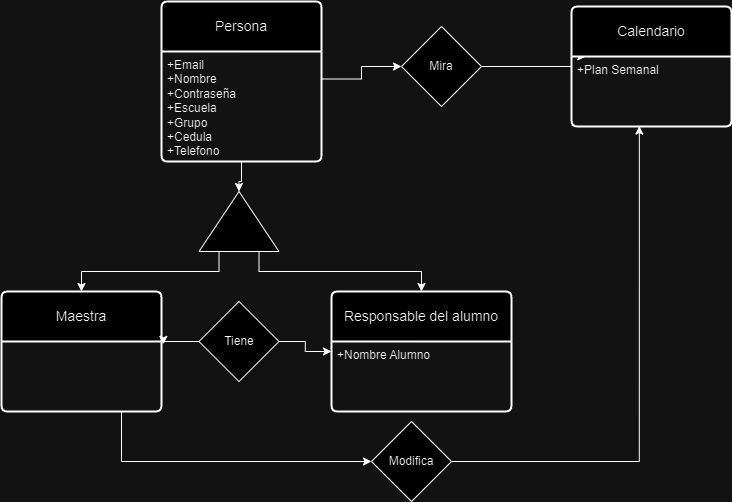 Persona
+Email
+Nombre
+Contraseña
+Escuela
+Grupo
+Cedula
+Telefono
Mira
Calendario
+Plan Semanal
Maestra
Tiene
Responsable del alumno
+Nombre Alumno
Modifica